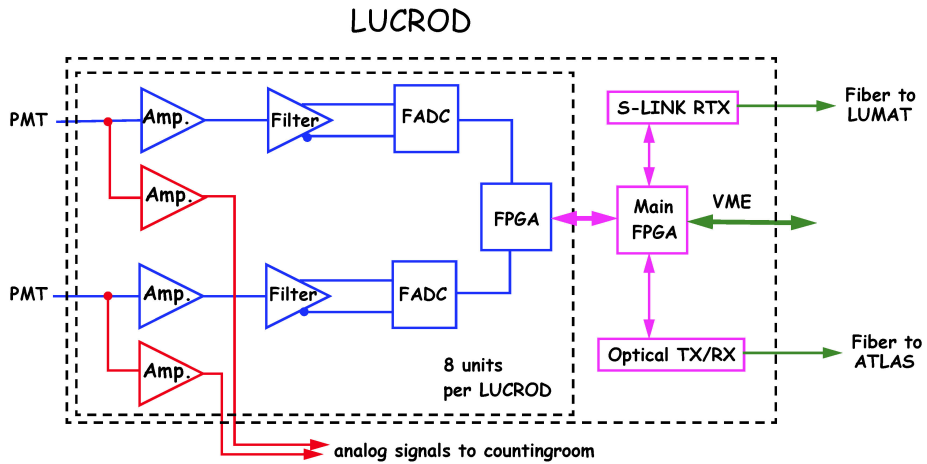 LUCROD
PMT
Amp.
Filter
FADC
S-LINK RTX
Fiber to
LUMAT
Amp.
FPGA
Main
FPGA
VME
PMT
Amp.
Filter
FADC
Optical TX/RX
Fiber to
ATLAS
Amp.
8 units
per LUCROD
analog signals to countingroom